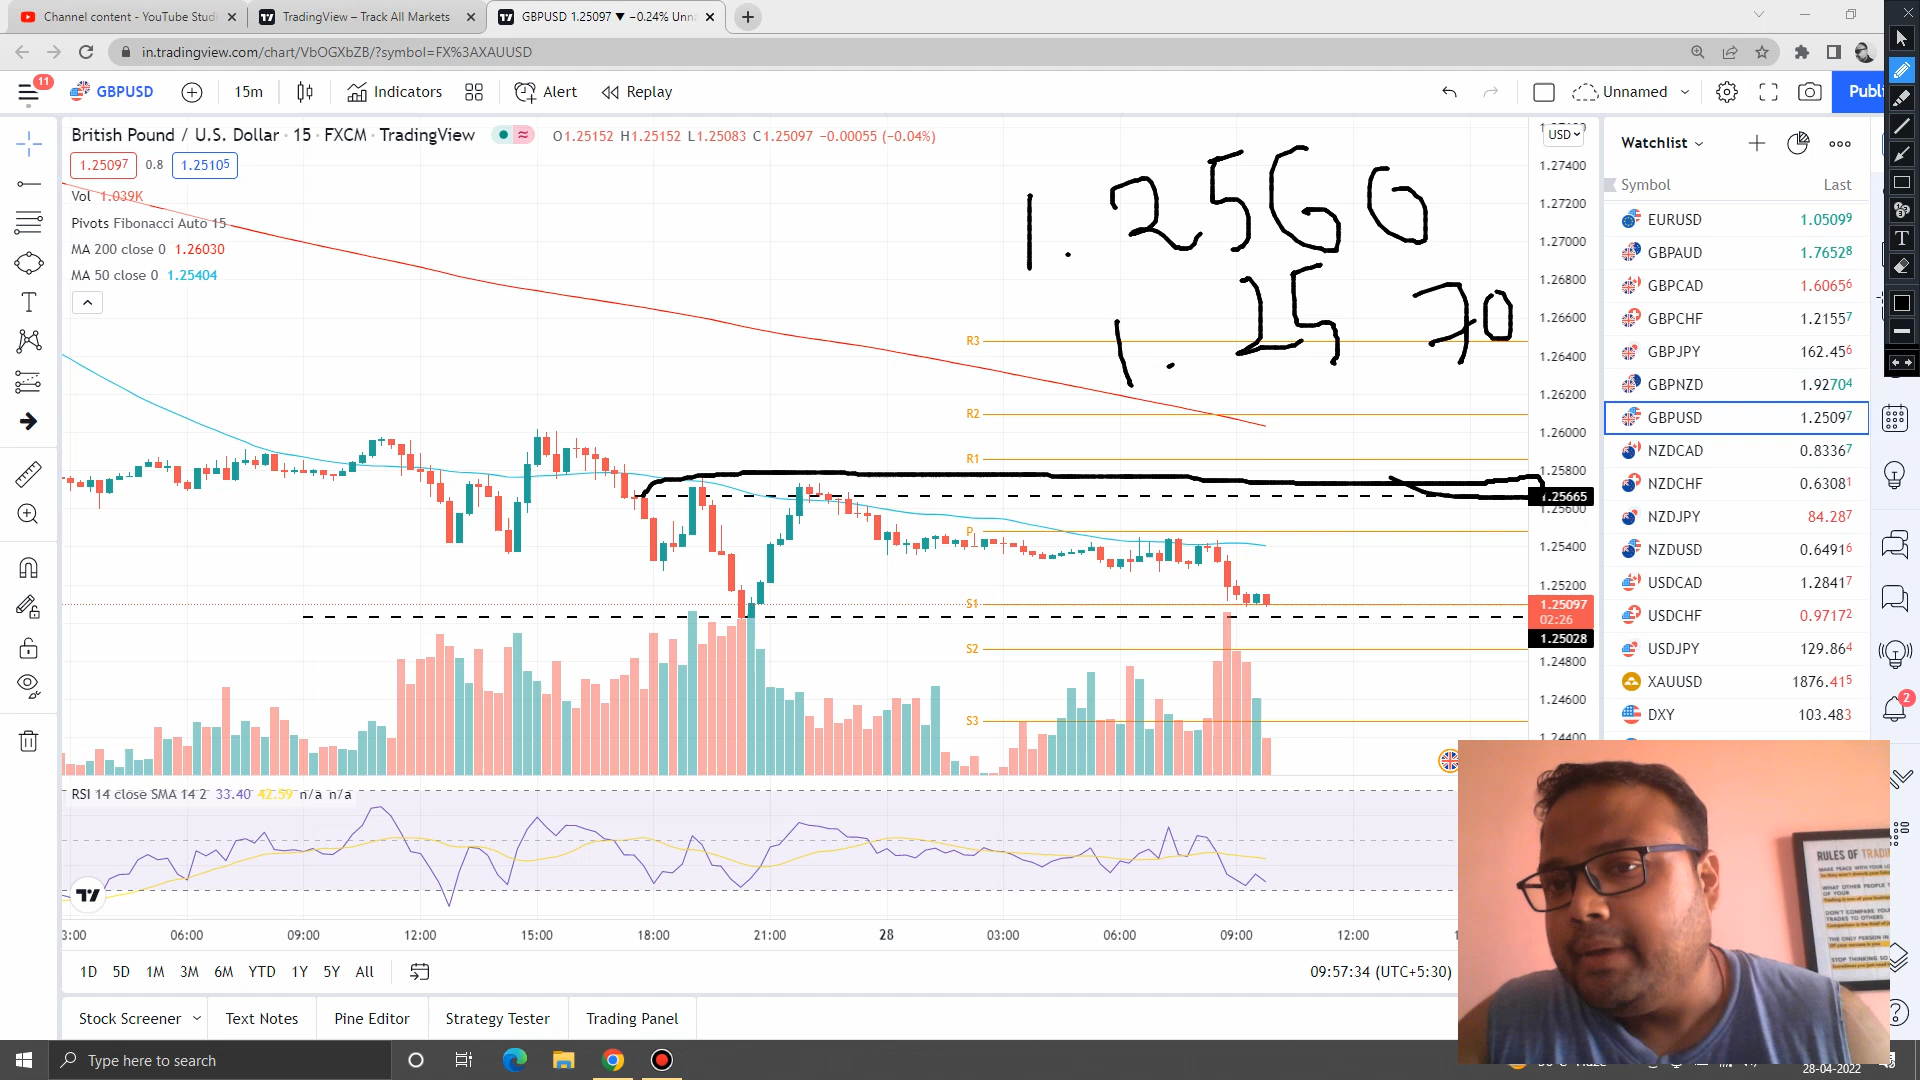 Channel content - YouTube Studi
TradingView – Track All Markets
GBPUSD 1.25097 ▼ −0.24% Unna
in.tradingview.com/chart/VbOGXbZB/?symbol=FX%3AXAUUSD
11
GBPUSD
15m
Indicators
Alert
Replay
Unnamed
Publi
British Pound / U.S. Dollar · 15 · FXCM · TradingView
O1.25152 H1.25152 L1.25083 C1.25097 −0.00055 (−0.04%)
1.25097
0.8
1.25105
Vol 1.039K
Pivots Fibonacci Auto 15
MA 200 close 0 1.26030
MA 50 close 0 1.25404
1.2560
1.2570
R3
R2
R1
P
S1
S2
S3
USD
1.27400
1.27200
1.27000
1.26800
1.26600
1.26400
1.26200
1.26000
1.25800
1.25665
1.25600
1.25400
1.25200
1.25097
02:26
1.25028
1.24800
1.24600
1.24400
RSI 14 close SMA 14 2 33.40 42.59 n/a n/a
3:00
06:00
09:00
12:00
15:00
18:00
21:00
28
03:00
06:00
09:00
12:00
1D 5D 1M 3M 6M YTD 1Y 5Y All
09:57:34 (UTC+5:30)
Stock Screener
Text Notes
Pine Editor
Strategy Tester
Trading Panel
Watchlist
Symbol Last
EURUSD 1.05099
GBPAUD 1.76528
GBPCAD 1.60656
GBPCHF 1.21557
GBPJPY 162.456
GBPNZD 1.92704
GBPUSD 1.25097
NZDCAD 0.83367
NZDCHF 0.63081
NZDJPY 84.287
NZDUSD 0.64916
USDCAD 1.28417
USDCHF 0.97172
USDJPY 129.864
XAUUSD 1876.415
DXY 103.483
2
RULES OF TRADI
Type here to search
28-04-2022